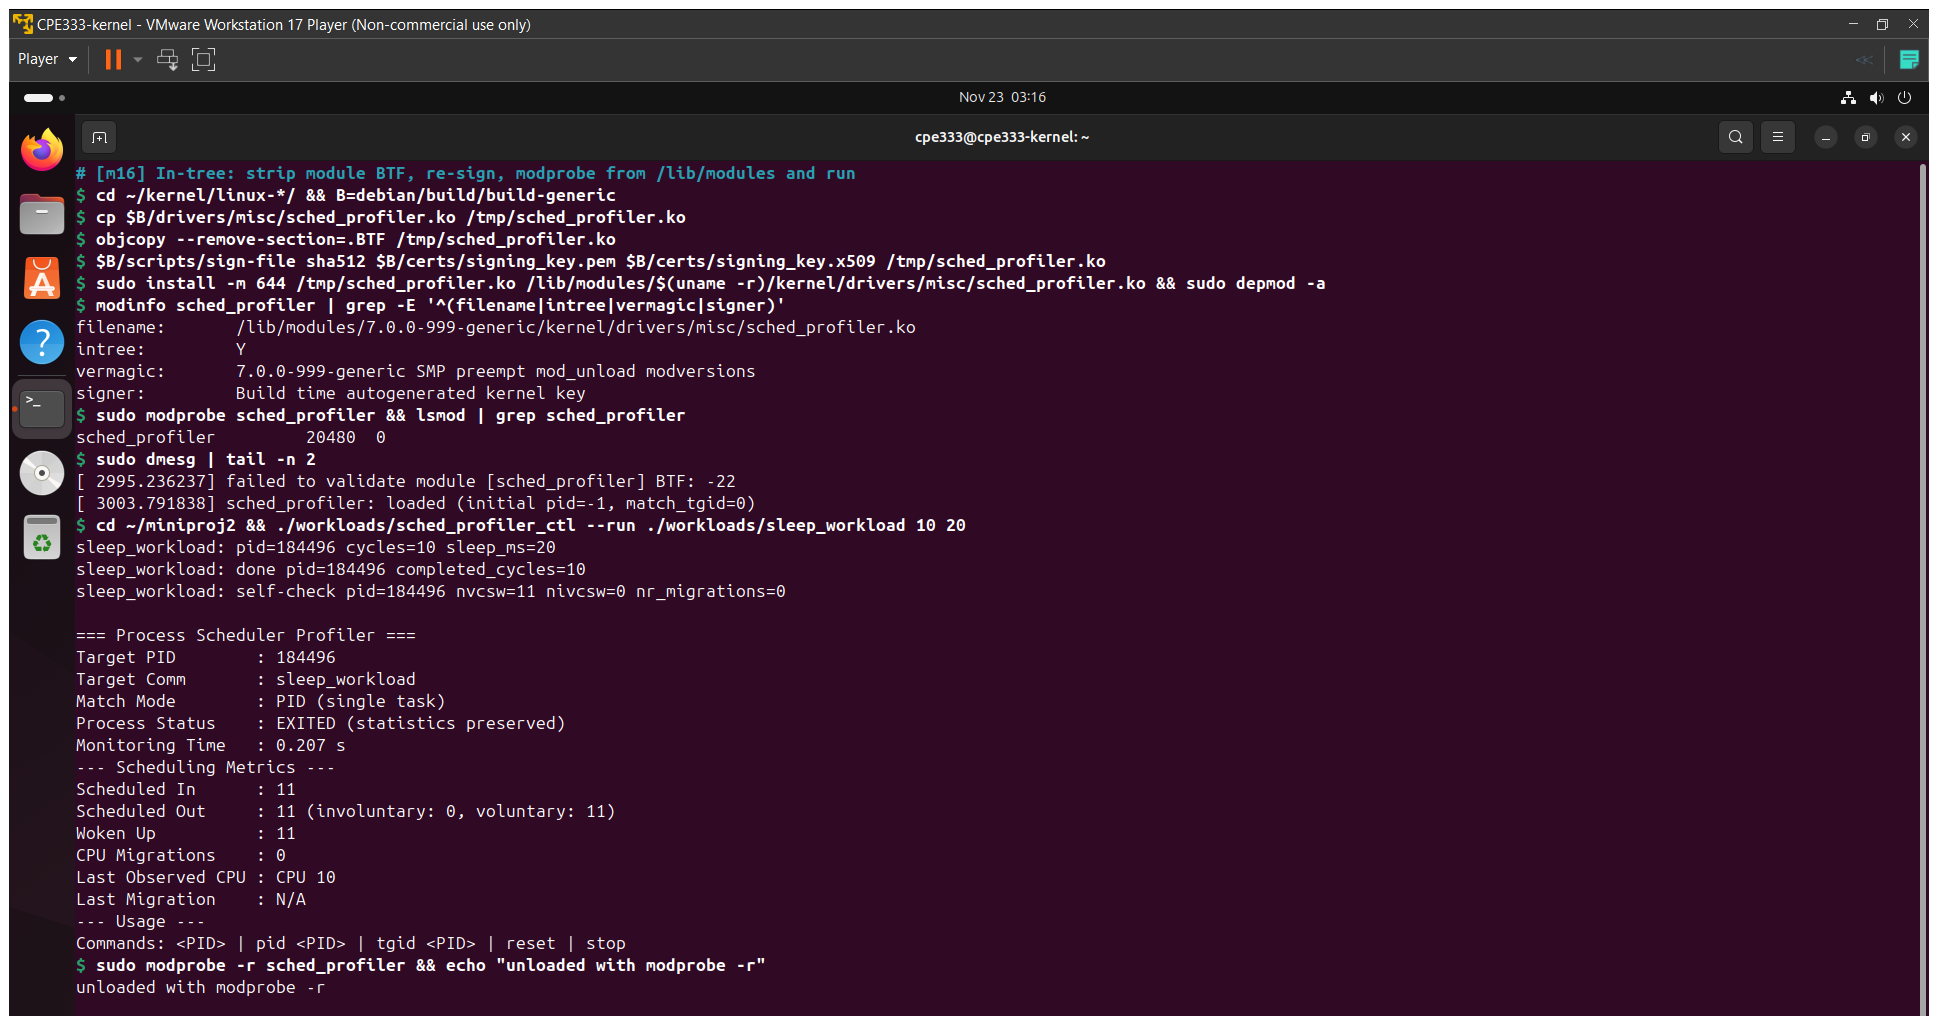 CPE333-kernel - VMware Workstation 17 Player (Non-commercial use only)
Player
Nov 23 03:16
cpe333@cpe333-kernel: ~
# [m16] In-tree: strip module BTF, re-sign, modprobe from /lib/modules and run
$ cd ~/kernel/linux-*/ && B=debian/build/build-generic
$ cp $B/drivers/misc/sched_profiler.ko /tmp/sched_profiler.ko
$ objcopy --remove-section=.BTF /tmp/sched_profiler.ko
$ $B/scripts/sign-file sha512 $B/certs/signing_key.pem $B/certs/signing_key.x509 /tmp/sched_profiler.ko
$ sudo install -m 644 /tmp/sched_profiler.ko /lib/modules/$(uname -r)/kernel/drivers/misc/sched_profiler.ko && sudo depmod -a
$ modinfo sched_profiler | grep -E '^(filename|intree|vermagic|signer)'
filename:       /lib/modules/7.0.0-999-generic/kernel/drivers/misc/sched_profiler.ko
intree:         Y
vermagic:       7.0.0-999-generic SMP preempt mod_unload modversions
signer:         Build time autogenerated kernel key
$ sudo modprobe sched_profiler && lsmod | grep sched_profiler
sched_profiler         20480  0
$ sudo dmesg | tail -n 2
[ 2995.236237] failed to validate module [sched_profiler] BTF: -22
[ 3003.791838] sched_profiler: loaded (initial pid=-1, match_tgid=0)
$ cd ~/miniproj2 && ./workloads/sched_profiler_ctl --run ./workloads/sleep_workload 10 20
sleep_workload: pid=184496 cycles=10 sleep_ms=20
sleep_workload: done pid=184496 completed_cycles=10
sleep_workload: self-check pid=184496 nvcsw=11 nivcsw=0 nr_migrations=0
=== Process Scheduler Profiler ===
Target PID        : 184496
Target Comm       : sleep_workload
Match Mode        : PID (single task)
Process Status    : EXITED (statistics preserved)
Monitoring Time   : 0.207 s
--- Scheduling Metrics ---
Scheduled In      : 11
Scheduled Out     : 11 (involuntary: 0, voluntary: 11)
Woken Up          : 11
CPU Migrations    : 0
Last Observed CPU : CPU 10
Last Migration    : N/A
--- Usage ---
Commands: <PID> | pid <PID> | tgid <PID> | reset | stop
$ sudo modprobe -r sched_profiler && echo "unloaded with modprobe -r"
unloaded with modprobe -r